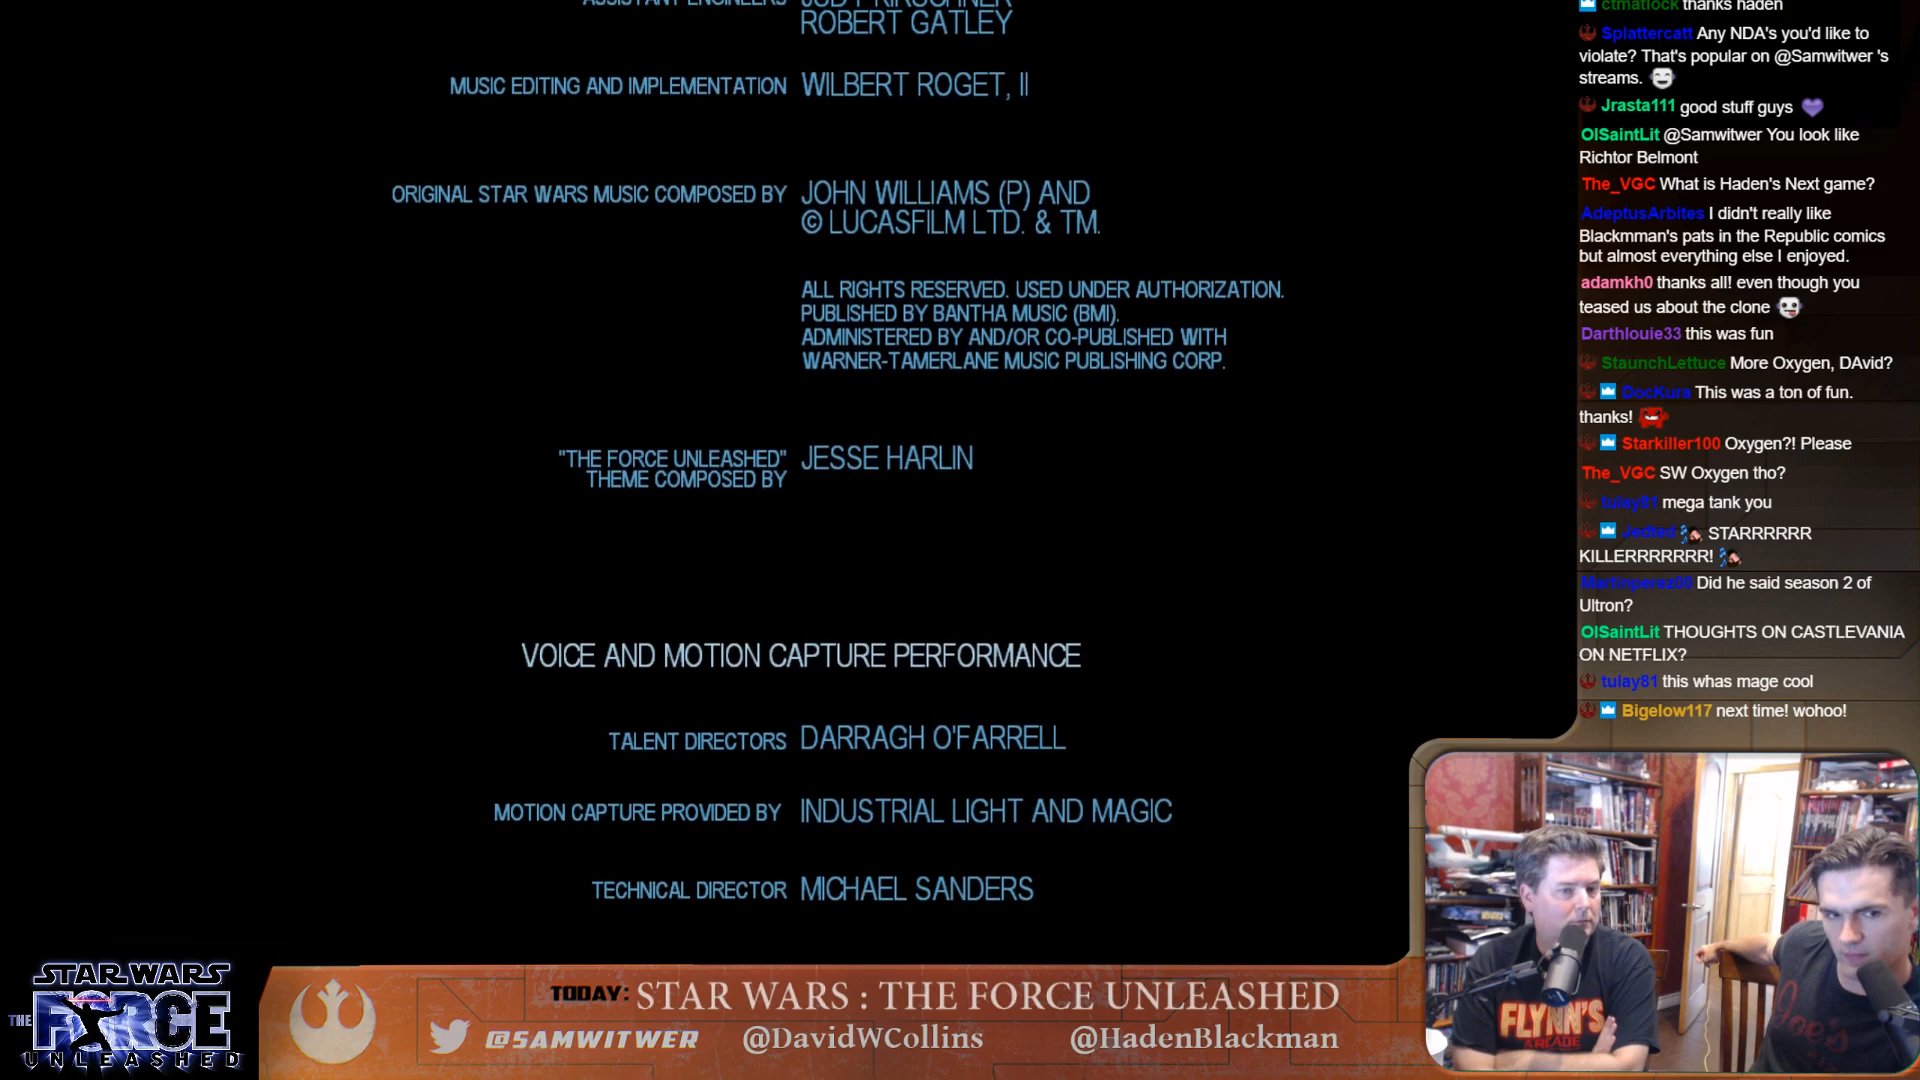 ASSISTANT ENGINEERS JUDY KIRSCHNER
ROBERT GATLEY
MUSIC EDITING AND IMPLEMENTATION WILBERT ROGET, II
ORIGINAL STAR WARS MUSIC COMPOSED BY JOHN WILLIAMS (P) AND
© LUCASFILM LTD. & TM.
ALL RIGHTS RESERVED. USED UNDER AUTHORIZATION.
PUBLISHED BY BANTHA MUSIC (BMI).
ADMINISTERED BY AND/OR CO-PUBLISHED WITH
WARNER-TAMERLANE MUSIC PUBLISHING CORP.
"THE FORCE UNLEASHED" JESSE HARLIN
THEME COMPOSED BY
VOICE AND MOTION CAPTURE PERFORMANCE
TALENT DIRECTORS DARRAGH O'FARRELL
MOTION CAPTURE PROVIDED BY INDUSTRIAL LIGHT AND MAGIC
TECHNICAL DIRECTOR MICHAEL SANDERS
ctmatlock thanks haden
Splattercatt Any NDA's you'd like to
violate? That's popular on @Samwitwer 's
streams.
Jrasta111 good stuff guys
OlSaintLit @Samwitwer You look like
Richtor Belmont
The_VGC What is Haden's Next game?
AdeptusArbites I didn't really like
Blackmman's pats in the Republic comics
but almost everything else I enjoyed.
adamkh0 thanks all! even though you
teased us about the clone
Darthlouie33 this was fun
StaunchLettuce More Oxygen, DAvid?
DocKura This was a ton of fun.
thanks!
Starkiller100 Oxygen?! Please
The_VGC SW Oxygen tho?
tulay81 mega tank you
Jedted STARRRRRR
KILLERRRRRRR!
Martinperez00 Did he said season 2 of
Ultron?
OlSaintLit THOUGHTS ON CASTLEVANIA
ON NETFLIX?
tulay81 this whas mage cool
Bigelow117 next time! wohoo!
FLYNN'S
ARCADE
STAR WARS
THE FORCE
UNLEASHED
TODAY: STAR WARS : THE FORCE UNLEASHED
@SAMWITWER @DavidWCollins @HadenBlackman